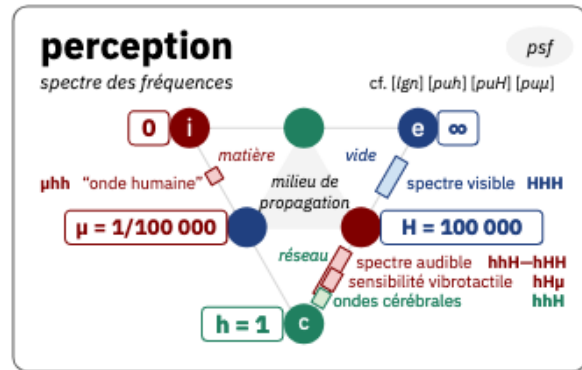 perception
psf
spectre des fréquences
cf. [ign] [puh] [puH] [puµ]
0 i
e ∞
matière
vide
µhh "onde humaine"
milieu de
propagation
spectre visible HHH
µ = 1/100 000
H = 100 000
réseau
spectre audible hhH—hHH
sensibilité vibrotactile hHµ
ondes cérébrales hhH
h = 1 c